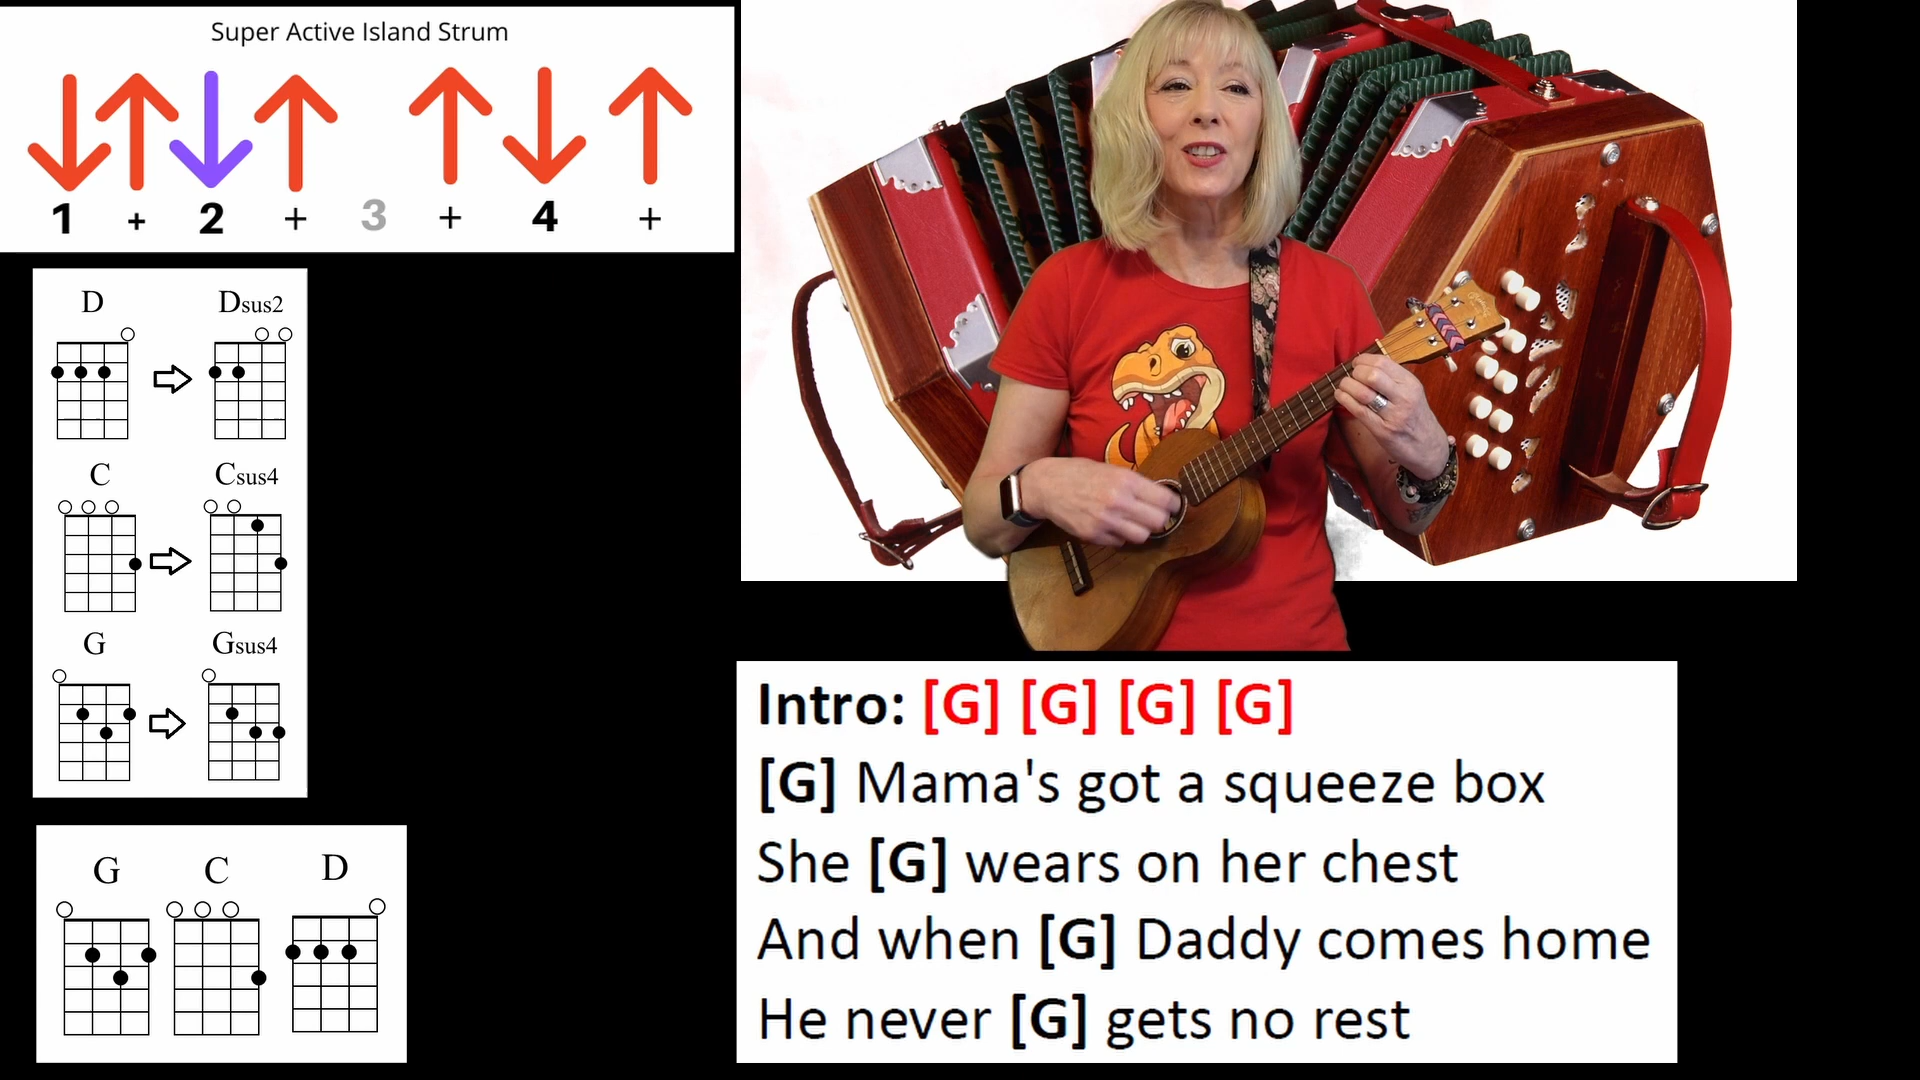 Super Active Island Strum
1 + 2 + 3 + 4 +
D Dsus2
C Csus4
G Gsus4
G C D
Intro: [G] [G] [G] [G]
[G] Mama's got a squeeze box
She [G] wears on her chest
And when [G] Daddy comes home
He never [G] gets no rest